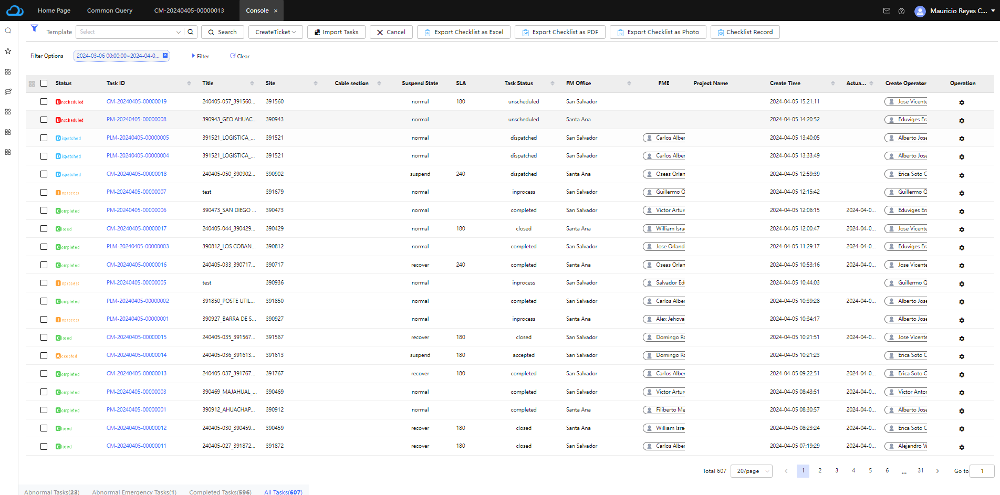 Home Page Common Query CM-20240405-00000013 Console × Mauricio Reyes C...
Template Select Search CreateTicket Import Tasks Cancel Export Checklist as Excel Export Checklist as PDF Export Checklist as Photo Checklist Record
Filter Options 2024-03-06 00:00:00~2024-04-0... Filter Clear
Status Task ID Title Site Cable section Suspend State SLA Task Status FM Office FME Project Name Create Time Actua... Create Operator Operation
Unscheduled CM-20240405-00000019 240405-057_391560... 391560 normal 180 unscheduled San Salvador 2024-04-05 15:21:11 Jose Vicente
Unscheduled PM-20240405-00000008 390943_GEO AHUAC... 390943 normal unscheduled Santa Ana 2024-04-05 14:20:52 Eduviges Era
Dispatched PLM-20240405-00000005 391521_LOGISTICA_... 391521 normal dispatched San Salvador Carlos Alber 2024-04-05 13:40:05 Alberto Jose
Dispatched PLM-20240405-00000004 391521_LOGISTICA_... 391521 normal dispatched San Salvador Carlos Alber 2024-04-05 13:33:49 Alberto Jose
Dispatched CM-20240405-00000018 240405-050_390902... 390902 suspend 240 dispatched Santa Ana Oseas Orlan 2024-04-05 12:59:39 Erica Soto C
Inprocess PM-20240405-00000007 test 391679 normal inprocess San Salvador Guillermo Q 2024-04-05 12:15:42 Guillermo Q
Completed PM-20240405-00000006 390473_SAN DIEGO ... 390473 normal completed San Salvador Victor Artur 2024-04-05 12:06:15 2024-04-0... Eduviges Era
Closed CM-20240405-00000017 240405-044_390429... 390429 normal 180 closed Santa Ana William Isra 2024-04-05 12:00:47 2024-04-0... Jose Vicente
Completed PLM-20240405-00000003 390812_LOS COBAN... 390812 normal completed San Salvador Jose Orland 2024-04-05 11:29:17 2024-04-0... Eduviges Era
Completed CM-20240405-00000016 240405-033_390717... 390717 recover 240 completed Santa Ana Oseas Orlan 2024-04-05 10:53:16 2024-04-0... Jose Vicente
Inprocess PM-20240405-00000005 test 390936 normal inprocess San Salvador Salvador Ed 2024-04-05 10:44:03 Guillermo Q
Completed PLM-20240405-00000002 391850_POSTE UTIL... 391850 normal completed San Salvador Carlos Alber 2024-04-05 10:39:28 2024-04-0... Alberto Jose
Inprocess PLM-20240405-00000001 390927_BARRA DE S... 390927 normal inprocess Santa Ana Alex Jehova 2024-04-05 10:34:17 Alberto Jose
Closed CM-20240405-00000015 240405-035_391567... 391567 recover 180 closed San Salvador Domingo Ro 2024-04-05 10:21:51 2024-04-0... Jose Vicente
Accepted CM-20240405-00000014 240405-036_391613... 391613 suspend 180 accepted San Salvador Domingo Ro 2024-04-05 10:21:23 Erica Soto C
Completed CM-20240405-00000013 240405-037_391767... 391767 recover 180 completed San Salvador Carlos Alber 2024-04-05 09:22:51 2024-04-0... Erica Soto C
Completed PM-20240405-00000003 390469_MAJAHUAL_... 390469 normal completed San Salvador Victor Artur 2024-04-05 08:43:51 2024-04-0... Victor Anton
Completed PM-20240405-00000001 390912_AHUACHAP... 390912 normal completed Santa Ana Filiberto Me 2024-04-05 08:30:57 2024-04-0... Alberto Jose
Closed CM-20240405-00000012 240405-030_390459... 390459 recover 180 closed Santa Ana William Isra 2024-04-05 08:23:24 2024-04-0... Erica Soto C
Closed CM-20240405-00000011 240405-027_391872... 391872 recover 180 closed San Salvador Carlos Alber 2024-04-05 07:19:29 2024-04-0... Alejandro Va
Total 607 20/page < 1 2 3 4 5 6 ... 31 > Go to 1
Abnormal Tasks(23) Abnormal Emergency Tasks(1) Completed Tasks(596) All Tasks(607)